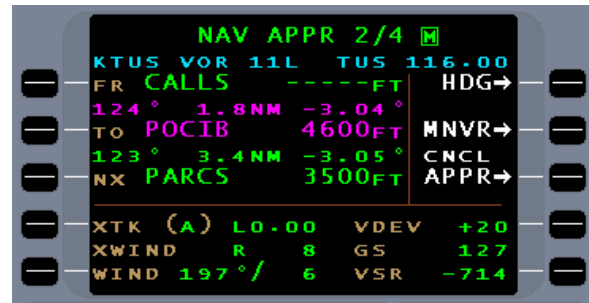 NAV APPR 2/4 M
KTUS VOR 11L TUS 116.00
FR CALLS -----FT HDG→
124° 1.8NM -3.04°
TO POCIB 4600FT MNVR→
123° 3.4NM -3.05° CNCL
NX PARCS 3500FT APPR→
XTK (A) L0.00 VDEV +20
XWIND R 8 GS 127
WIND 197°/ 6 VSR -714